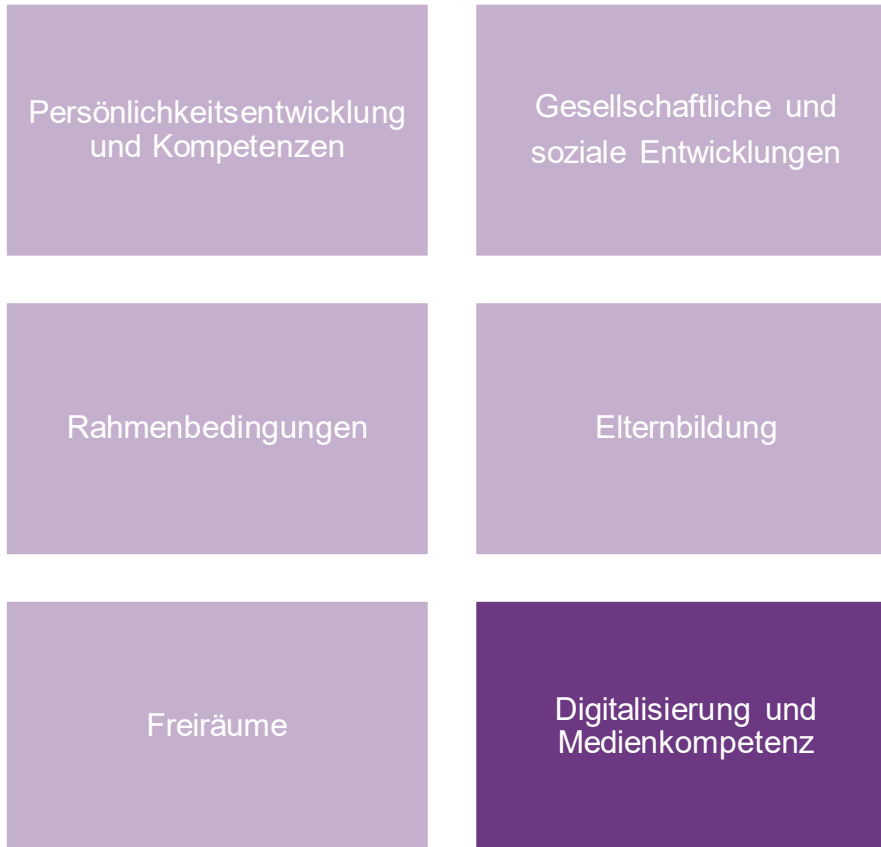 Persönlichkeitsentwicklung
und Kompetenzen
Gesellschaftliche und
soziale Entwicklungen
Rahmenbedingungen
Elternbildung
Freiräume
Digitalisierung und
Medienkompetenz